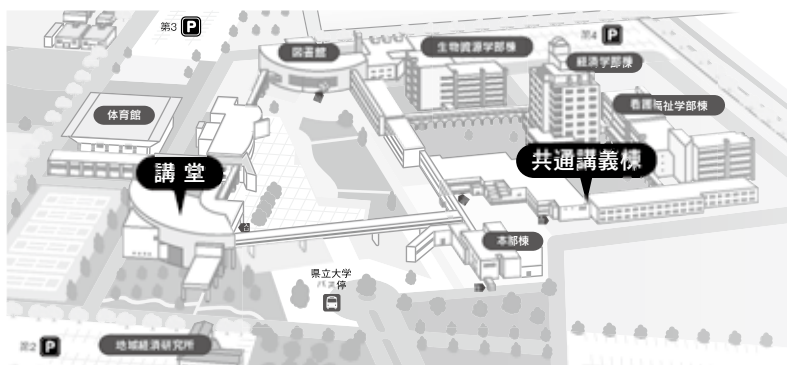 第3 P
第4 P
図書館
生物資源学部棟
経済学部棟
看護福祉学部棟
体育館
講堂
共通講義棟
本部棟
県立大学
バス停
第2 P
地域経済研究所